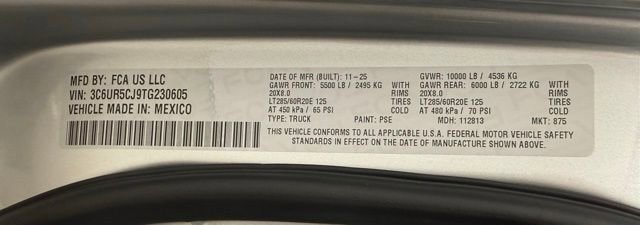 MFD BY: FCA US LLC
VIN: 3C6UR5CJ9TG230605
VEHICLE MADE IN: MEXICO
DATE OF MFR (BUILT): 11-25 GVWR: 10000 LB / 4536 KG
GAWR FRONT: 5500 LB / 2495 KG WITH GAWR REAR: 6000 LB / 2722 KG WITH
20X8.0 RIMS 20X8.0 RIMS
LT285/60R20E 125 TIRES LT285/60R20E 125 TIRES
AT 450 kPa / 65 PSI COLD AT 480 kPa / 70 PSI COLD
TYPE: TRUCK PAINT: PSE MDH: 112813 MKT: 875
THIS VEHICLE CONFORMS TO ALL APPLICABLE U.S.A. FEDERAL MOTOR VEHICLE SAFETY
STANDARDS IN EFFECT ON THE DATE OF MANUFACTURE SHOWN ABOVE.